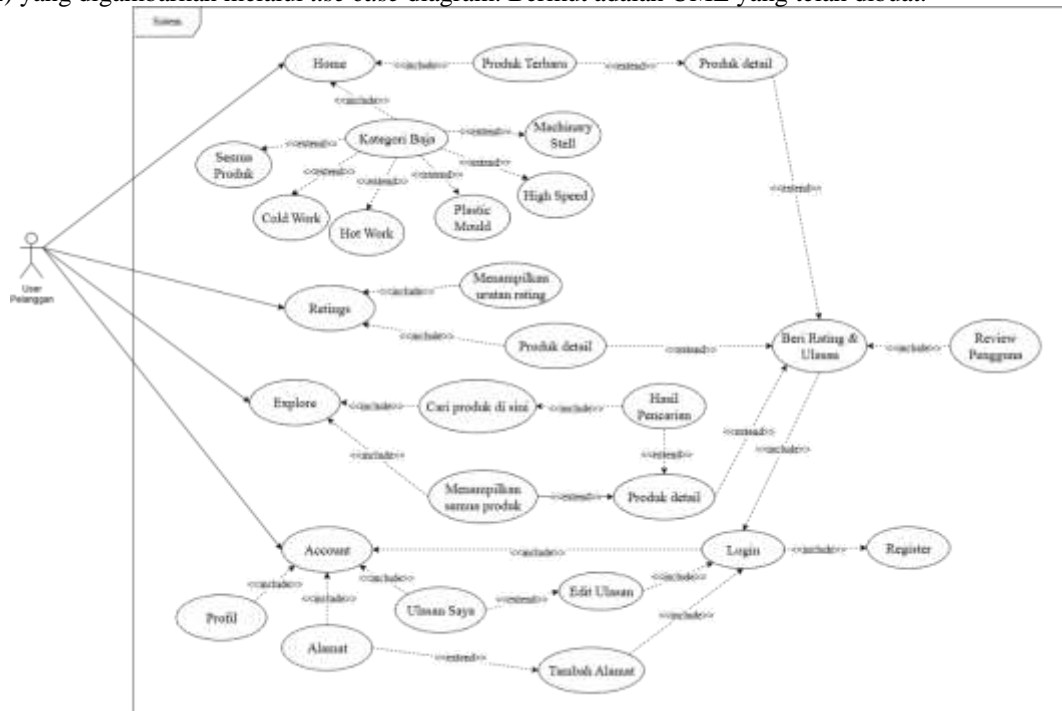 yang digambarkan melalui use case diagram. Berikut adalah UML yang telah dibuat.
Sistem
Home
<<include>>
Produk Terbaru
<<extend>>
Produk detail
<<include>>
Kategori Baja
<<extend>>
Machinary
Stell
<<extend>>
Semua
Produk
<<extend>>
<<extend>>
<<extend>>
<<extend>>
High Speed
Cold Work
Hot Work
Plastic
Mould
<<extend>>
User
Pelanggan
Ratings
<<include>>
Menampilkan
urutan rating
<<include>>
Produk detail
<<extend>>
Beri Rating &
Ulasan
<<include>>
Review
Pengguna
Explore
<<include>>
Cari produk di sini
<<include>>
Hasil
Pencarian
<<extend>>
<<include>>
<<include>>
<<extend>>
Menampilkan
semua produk
<<extend>>
Produk detail
Account
<<include>>
Login
<<include>>
Register
<<include>>
<<include>>
<<include>>
Profil
Ulasan Saya
<<extend>>
Edit Ulasan
<<include>>
<<include>>
Alamat
<<extend>>
Tambah Alamat